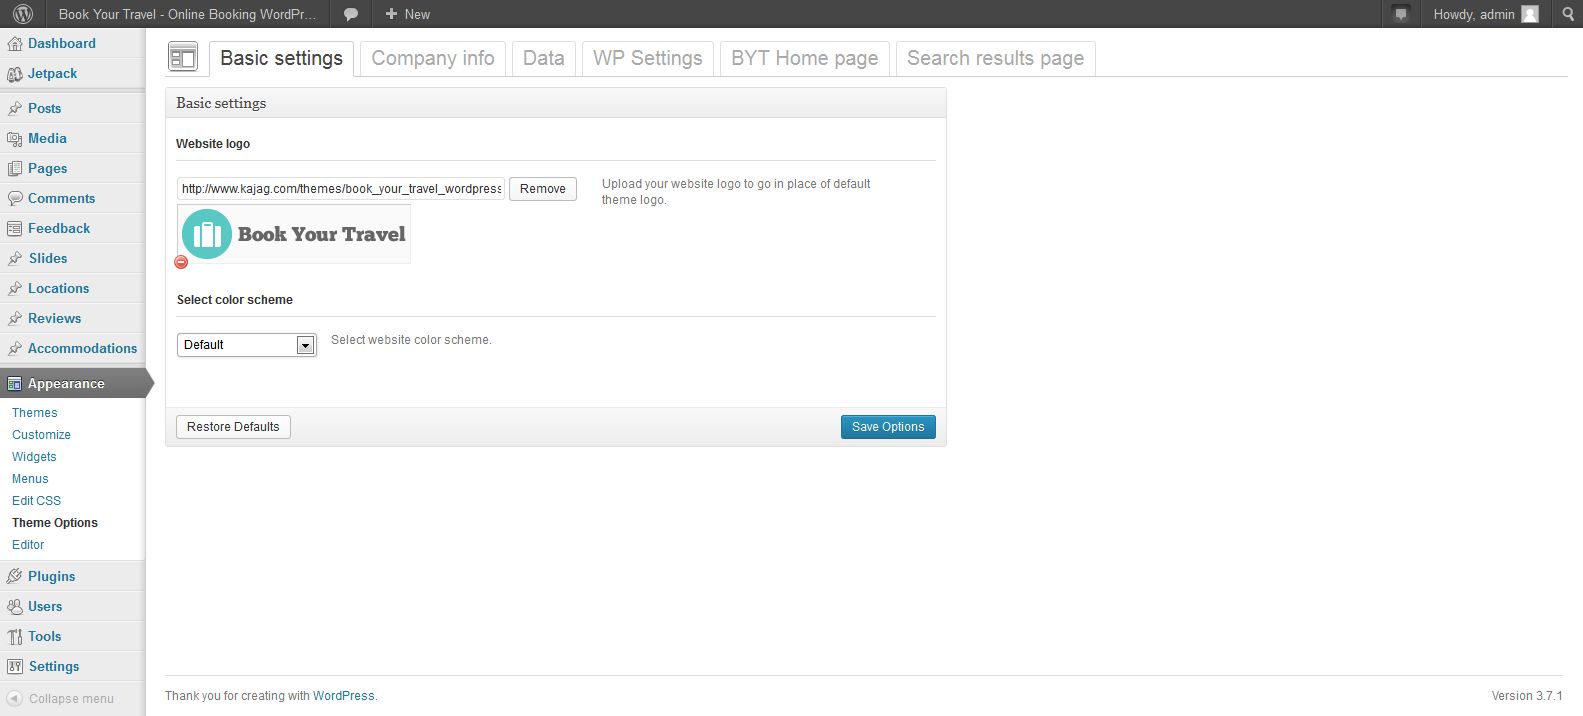 Book Your Travel - Online Booking WordPr...
New
Howdy, admin
Dashboard
Jetpack
Posts
Media
Pages
Comments
Feedback
Slides
Locations
Reviews
Accommodations
Appearance
Themes
Customize
Widgets
Menus
Edit CSS
Theme Options
Editor
Plugins
Users
Tools
Settings
Collapse menu
Basic settings
Company info
Data
WP Settings
BYT Home page
Search results page
Basic settings
Website logo
http://www.kajag.com/themes/book_your_travel_wordpress
Remove
Upload your website logo to go in place of default
theme logo.
Book Your Travel
Select color scheme
Default
Select website color scheme.
Restore Defaults
Save Options
Thank you for creating with WordPress.
Version 3.7.1